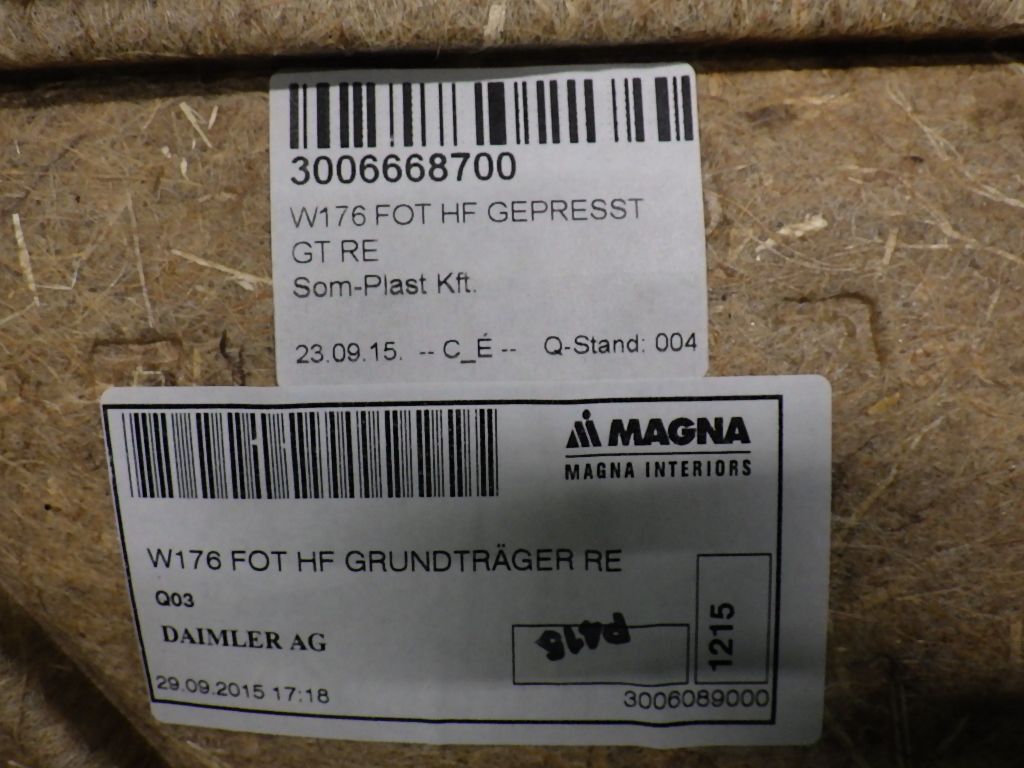 3006668700
W176 FOT HF GEPRESST
GT RE
Som-Plast Kft.
23.09.15. -- C_É -- Q-Stand: 004
MAGNA
MAGNA INTERIORS
W176 FOT HF GRUNDTRÄGER RE
Q03
DAIMLER AG
P416
1215
29.09.2015 17:18
3006089000